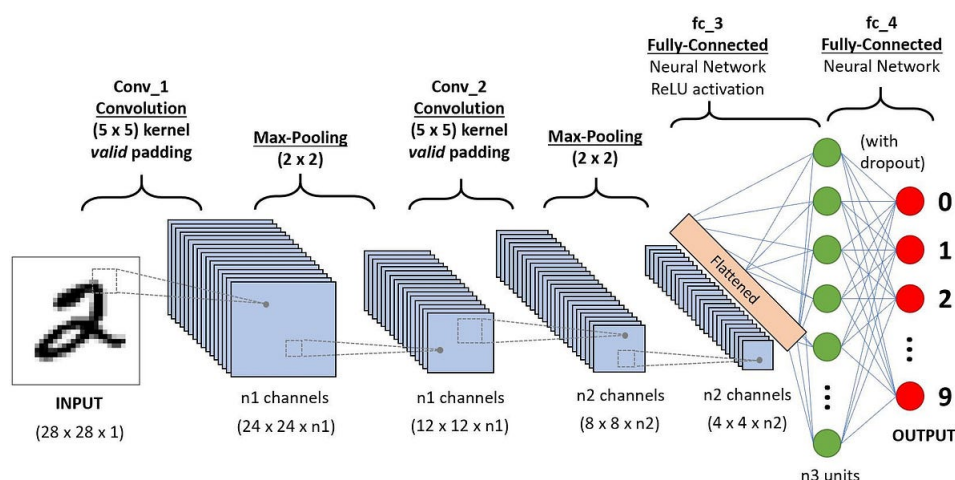 fc_3
Fully-Connected
Neural Network
ReLU activation
fc_4
Fully-Connected
Neural Network
Conv_1
Convolution
(5 x 5) kernel
valid padding
Max-Pooling
(2 x 2)
Conv_2
Convolution
(5 x 5) kernel
valid padding
Max-Pooling
(2 x 2)
(with
dropout)
Flattened
0
1
2
9
2
INPUT
(28 x 28 x 1)
n1 channels
(24 x 24 x n1)
n1 channels
(12 x 12 x n1)
n2 channels
(8 x 8 x n2)
n2 channels
(4 x 4 x n2)
OUTPUT
n3 units